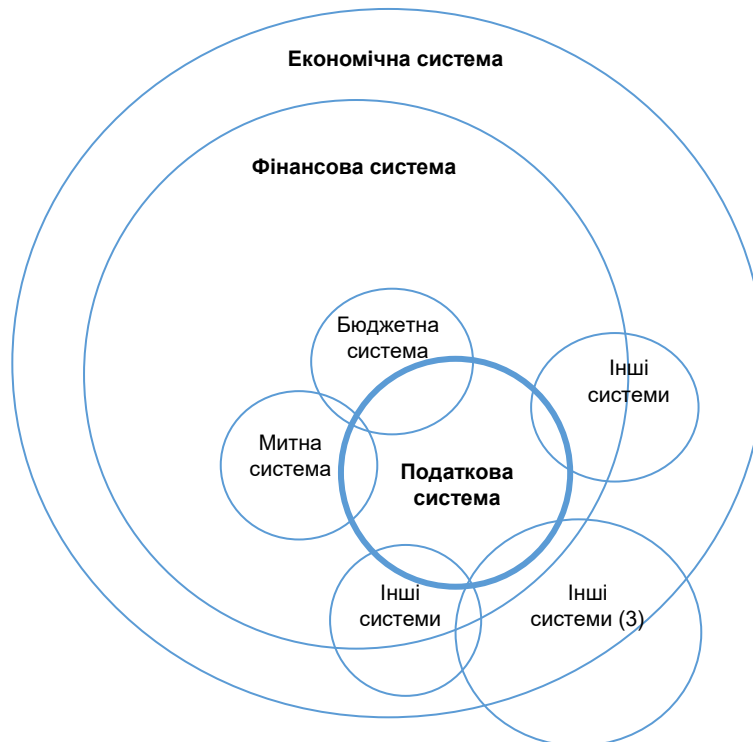 Економічна система
Фінансова система
Бюджетна
система
Інші
системи
Митна
система
Податкова
система
Інші
системи
Інші
системи (3)